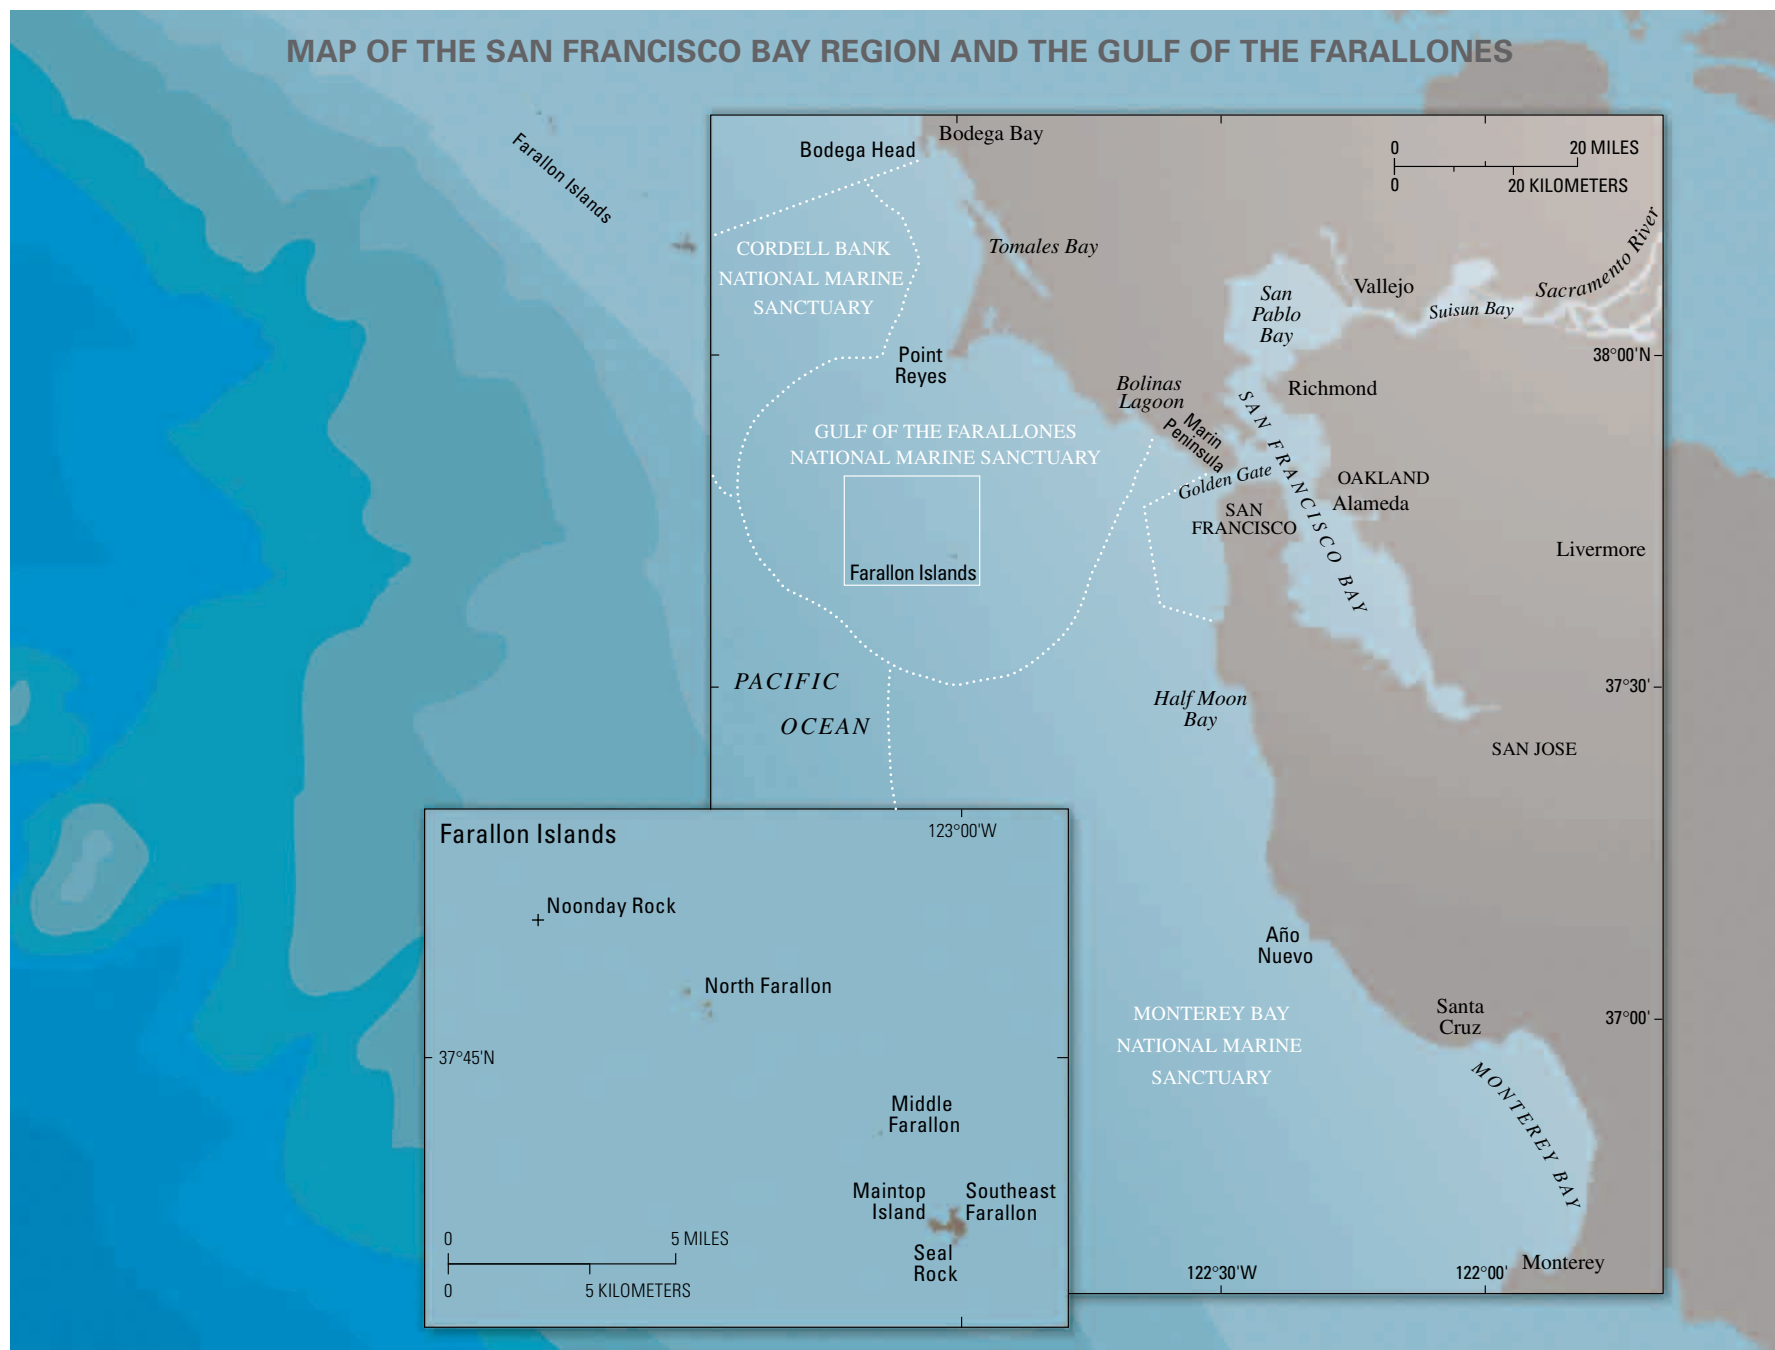 MAP OF THE SAN FRANCISCO BAY REGION AND THE GULF OF THE FARALLONES
Farallon Islands
Bodega Bay
Bodega Head
0 20 MILES
0 20 KILOMETERS
CORDELL BANK
NATIONAL MARINE
SANCTUARY
Tomales Bay
Sacramento River
San
Pablo
Bay
Vallejo
Suisun Bay
Point
Reyes
38°00'N
Bolinas
Lagoon
Richmond
Marin
Peninsula
GULF OF THE FARALLONES
NATIONAL MARINE SANCTUARY
Golden Gate
SAN FRANCISCO BAY
OAKLAND
Alameda
SAN
FRANCISCO
Livermore
Farallon Islands
PACIFIC
OCEAN
37°30'
Half Moon
Bay
SAN JOSE
Farallon Islands
123°00'W
Noonday Rock
North Farallon
37°45'N
Middle
Farallon
Maintop
Island
Southeast
Farallon
Seal
Rock
0 5 MILES
0 5 KILOMETERS
Año
Nuevo
Santa
Cruz
37°00'
MONTEREY BAY
NATIONAL MARINE
SANCTUARY
MONTEREY BAY
Monterey
122°30'W
122°00'